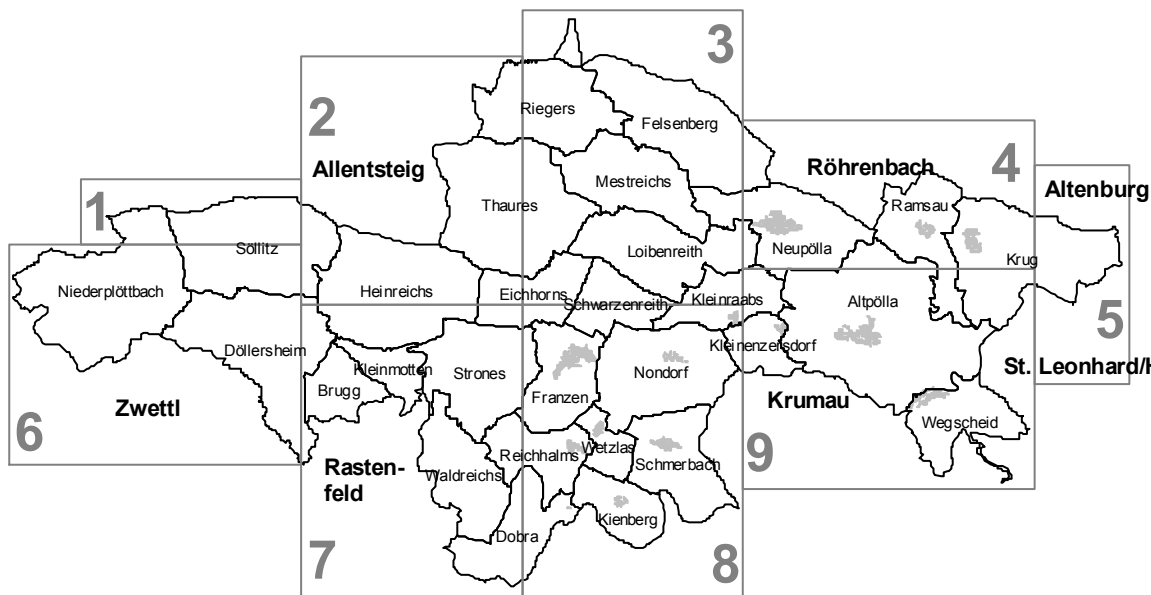 3
2
Riegers
Felsenberg
Allentsteig
Röhrenbach
4
Mestreichs
Altenburg
1
Thaures
Ramsau
Söllitz
Loibenreith
Neupölla
Krug
Niederplöttbach
Heinreichs
Eichhorns
Schwarzenreith
Kleinraabs
Altpölla
5
Döllersheim
Kleinenzersdorf
Kleinmotten
Strones
Nondorf
St. Leonhard/H
Brugg
Franzen
Krumau
Zwettl
6
Wegscheid
Wetzlas
Reichhalms
Schmerbach
9
Rasten-
feld
Waldreichs
Kienberg
Dobra
7
8